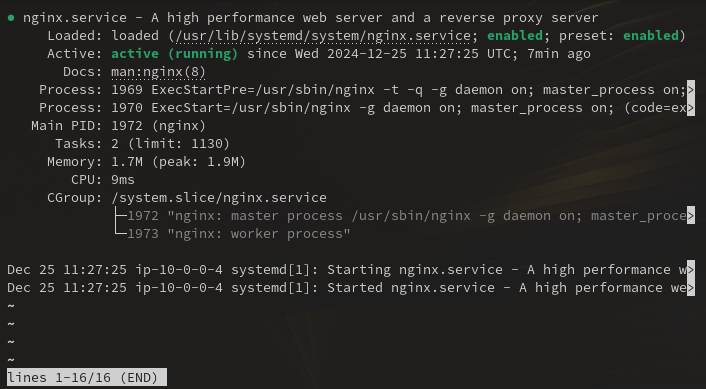 ● nginx.service - A high performance web server and a reverse proxy server
     Loaded: loaded (/usr/lib/systemd/system/nginx.service; enabled; preset: enabled)
     Active: active (running) since Wed 2024-12-25 11:27:25 UTC; 7min ago
       Docs: man:nginx(8)
    Process: 1969 ExecStartPre=/usr/sbin/nginx -t -q -g daemon on; master_process on;>
    Process: 1970 ExecStart=/usr/sbin/nginx -g daemon on; master_process on; (code=ex>
   Main PID: 1972 (nginx)
      Tasks: 2 (limit: 1130)
     Memory: 1.7M (peak: 1.9M)
        CPU: 9ms
     CGroup: /system.slice/nginx.service
             ├─1972 "nginx: master process /usr/sbin/nginx -g daemon on; master_proce>
             └─1973 "nginx: worker process"

Dec 25 11:27:25 ip-10-0-0-4 systemd[1]: Starting nginx.service - A high performance w>
Dec 25 11:27:25 ip-10-0-0-4 systemd[1]: Started nginx.service - A high performance we>
~
~
~
~
lines 1-16/16 (END)